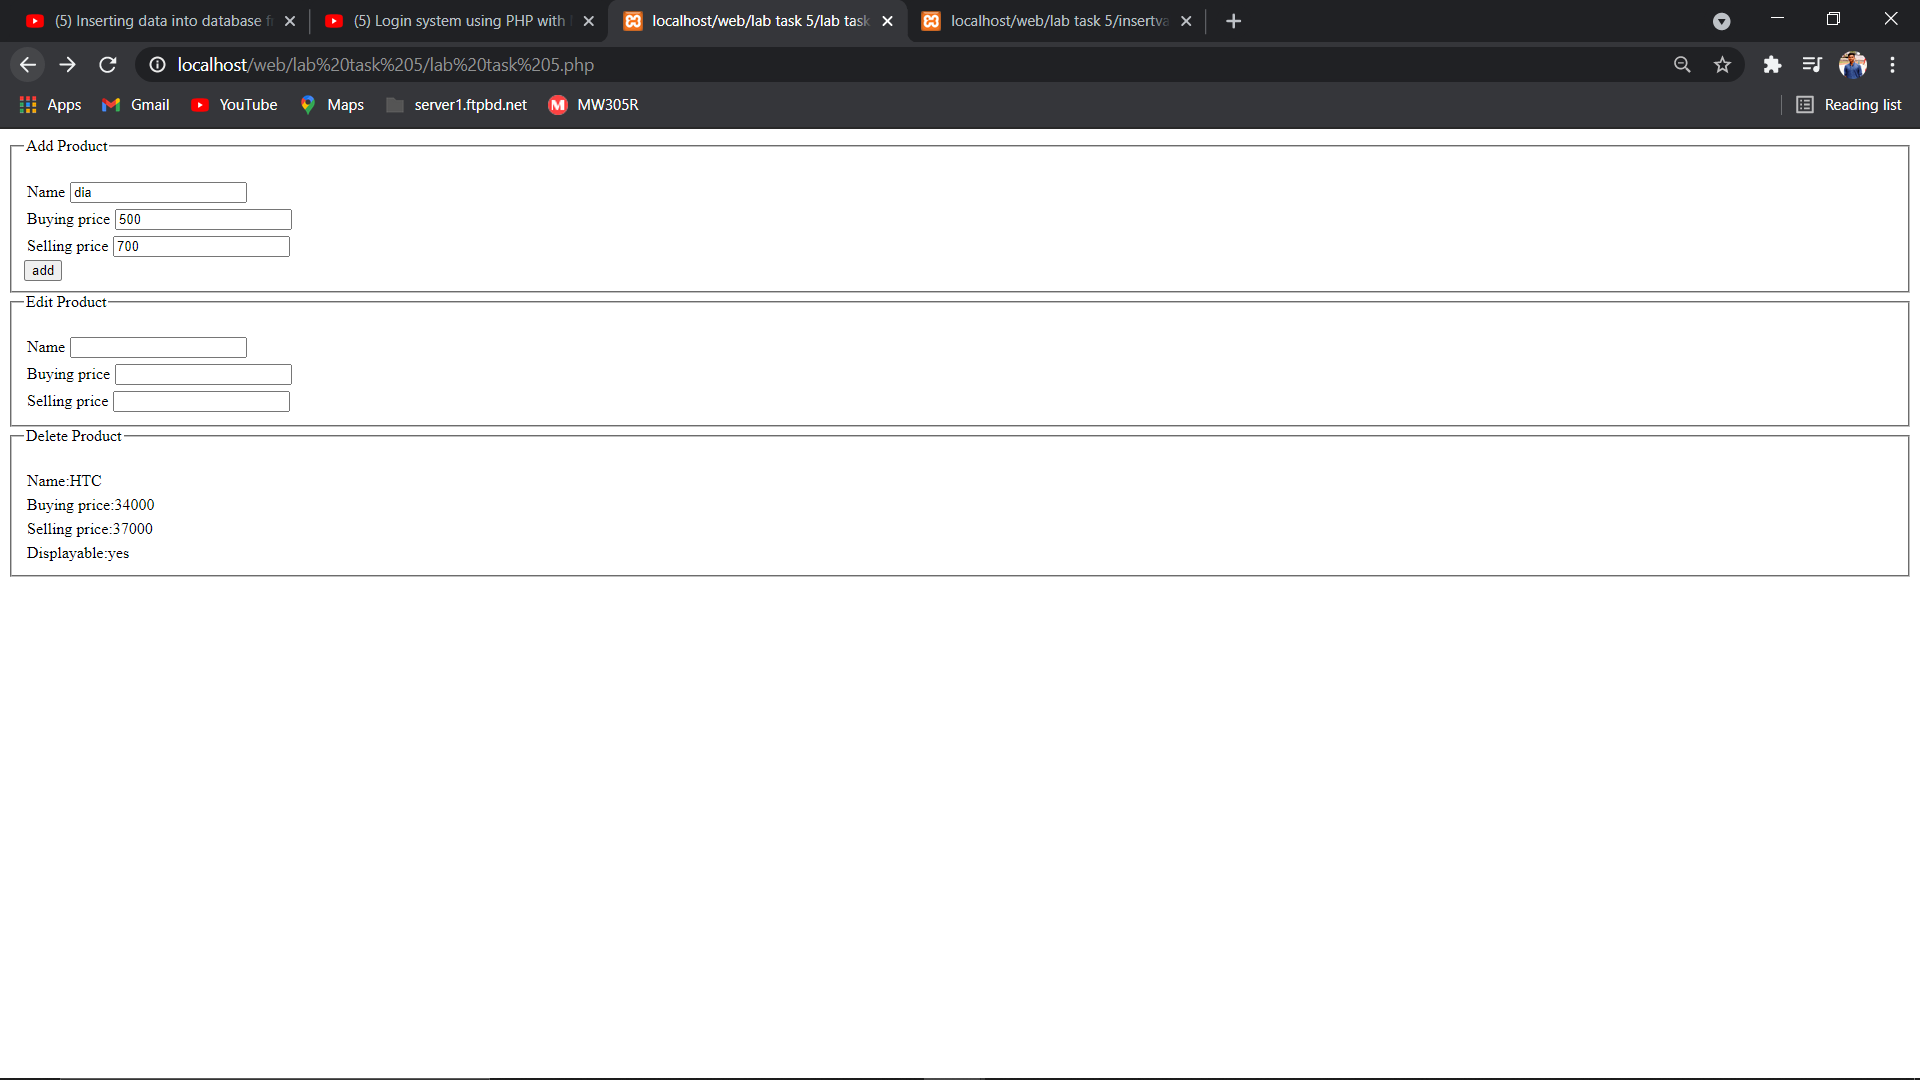 (5) Inserting data into database f
(5) Login system using PHP with
localhost/web/lab task 5/lab task
localhost/web/lab task 5/insertva
localhost/web/lab%20task%205/lab%20task%205.php
Apps
Gmail
YouTube
Maps
server1.ftpbd.net
M
MW305R
Reading list
Add Product
Name dia
Buying price 500
Selling price 700
add
Edit Product
Name
Buying price
Selling price
Delete Product
Name:HTC
Buying price:34000
Selling price:37000
Displayable:yes